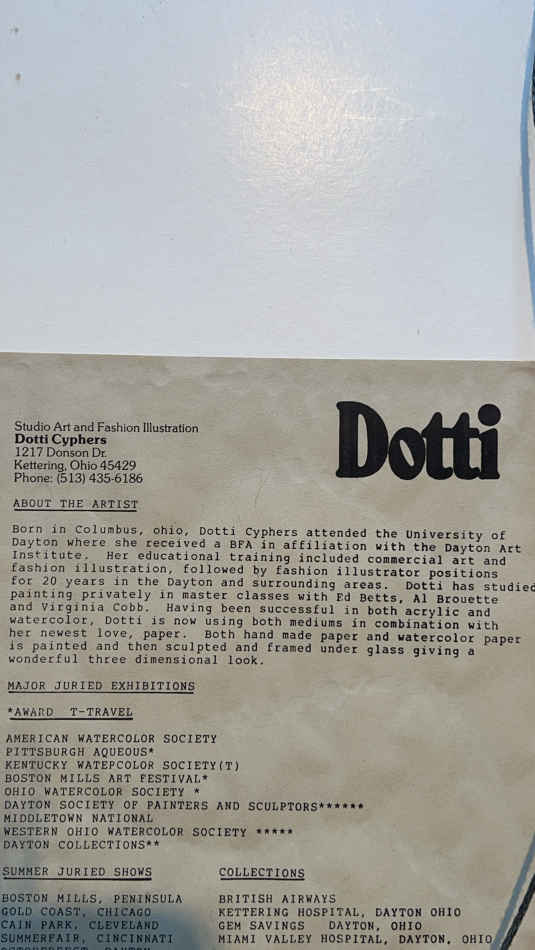 Studio Art and Fashion Illustration
Dotti Cyphers
1217 Donson Dr.
Kettering, Ohio 45429
Phone: (513) 435-6186
Dotti
ABOUT THE ARTIST
Born in Columbus, ohio, Dotti Cyphers attended the University of
Dayton where she received a BFA in affiliation with the Dayton Art
Institute. Her educational training included commercial art and
fashion illustration, followed by fashion illustrator positions
for 20 years in the Dayton and surrounding areas. Dotti has studied
painting privately in master classes with Ed Betts, Al Brouette
and Virginia Cobb. Having been successful in both acrylic and
watercolor, Dotti is now using both mediums in combination with
her newest love, paper. Both hand made paper and watercolor paper
is painted and then sculpted and framed under glass giving a
wonderful three dimensional look.
MAJOR JURIED EXHIBITIONS
*AWARD T-TRAVEL
AMERICAN WATERCOLOR SOCIETY
PITTSBURGH AQUEOUS*
KENTUCKY WATEPCOLOR SOCIETY(T)
BOSTON MILLS ART FESTIVAL*
OHIO WATERCOLOR SOCIETY *
DAYTON SOCIETY OF PAINTERS AND SCULPTORS******
MIDDLETOWN NATIONAL
WESTERN OHIO WATERCOLOR SOCIETY *****
DAYTON COLLECTIONS**
SUMMER JURIED SHOWS
BOSTON MILLS, PENINSULA
GOLD COAST, CHICAGO
CAIN PARK, CLEVELAND
SUMMERFAIR, CINCINNATI
COLLECTIONS
BRITISH AIRWAYS
KETTERING HOSPITAL, DAYTON OHIO
GEM SAVINGS DAYTON, OHIO
MIAMI VALLEY HOSPITAL, DAYTON, OHIO